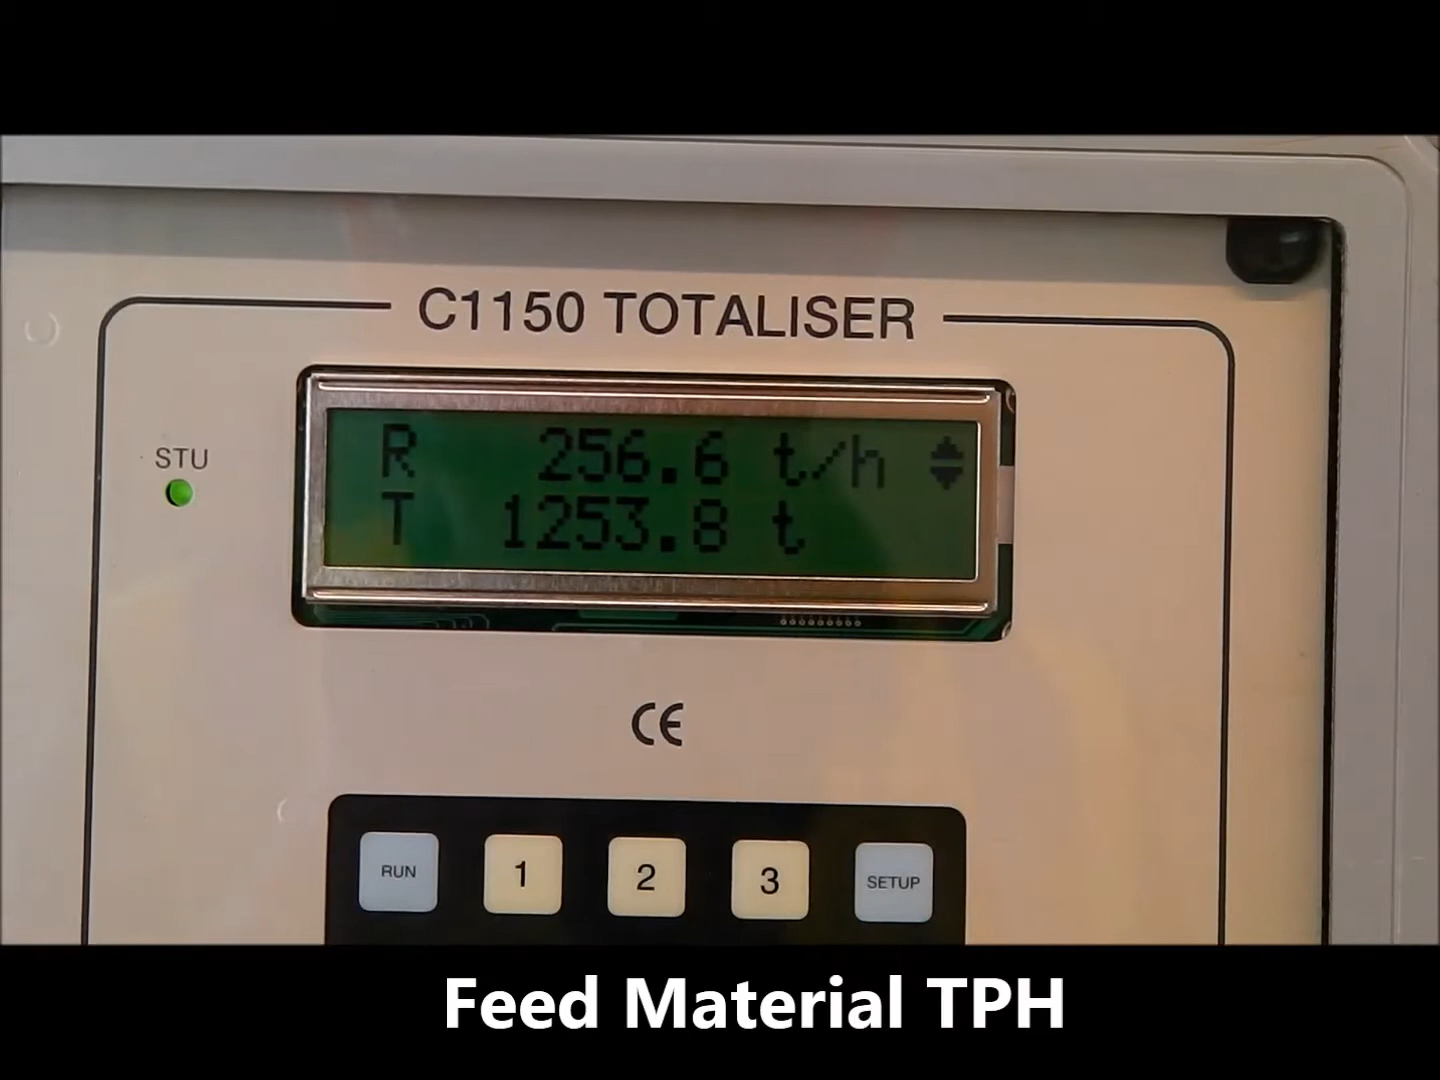 C1150 TOTALISER
STU
R 256.6 t/h
T 1253.8 t
CE
RUN 1 2 3 SETUP
Feed Material TPH